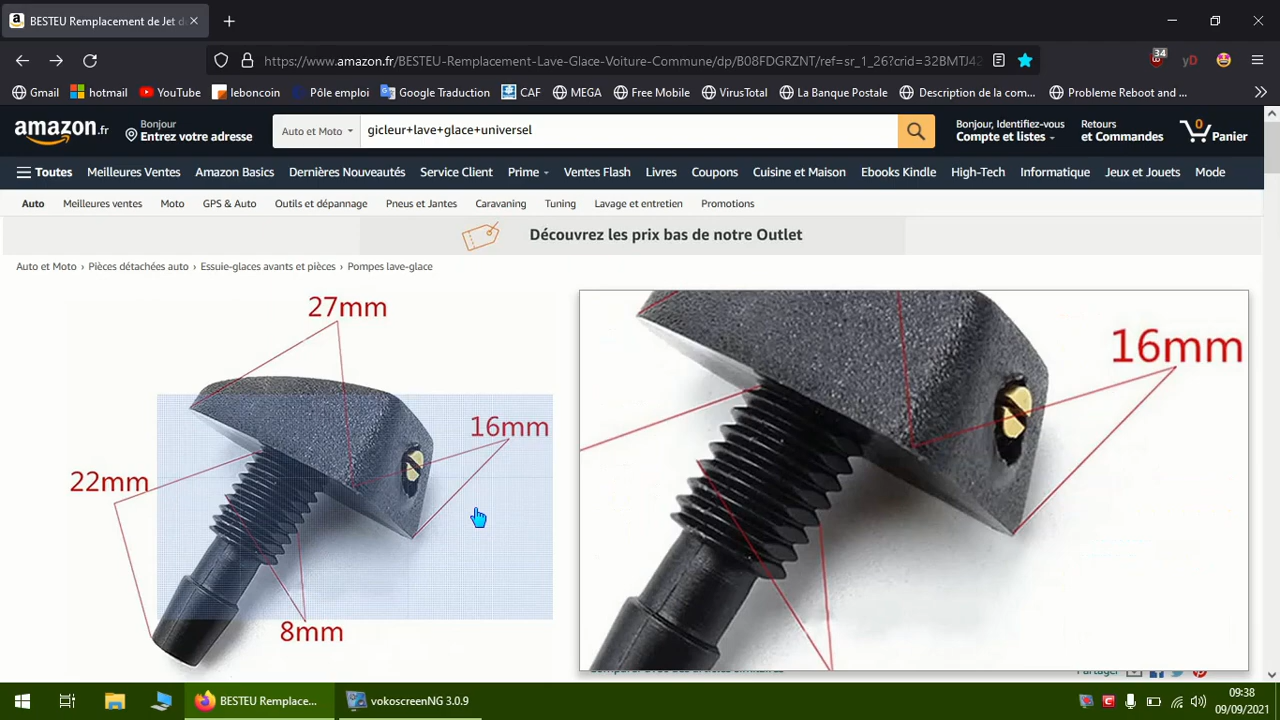 BESTEU Remplacement de Jet d
https://www.amazon.fr/BESTEU-Remplacement-Lave-Glace-Voiture-Commune/dp/B08FDGRZNT/ref=sr_1_26?crid=32BMTJ4
34
yD
Gmail
hotmail
YouTube
leboncoin
Pôle emploi
Google Traduction
CAF
MEGA
Free Mobile
VirusTotal
La Banque Postale
Description de la com...
Probleme Reboot and ...
amazon.fr
Bonjour
Entrez votre adresse
Auto et Moto
gicleur+lave+glace+universel
Bonjour, Identifiez-vous
Compte et listes
Retours
et Commandes
0
Panier
Toutes
Meilleures Ventes
Amazon Basics
Dernières Nouveautés
Service Client
Prime
Ventes Flash
Livres
Coupons
Cuisine et Maison
Ebooks Kindle
High-Tech
Informatique
Jeux et Jouets
Mode
Auto
Meilleures ventes
Moto
GPS & Auto
Outils et dépannage
Pneus et Jantes
Caravaning
Tuning
Lavage et entretien
Promotions
Découvrez les prix bas de notre Outlet
Auto et Moto › Pièces détachées auto › Essuie-glaces avants et pièces › Pompes lave-glace
27mm
16mm
22mm
8mm
16mm
Partager
BESTEU Remplace...
vokoscreenNG 3.0.9
09:38
09/09/2021